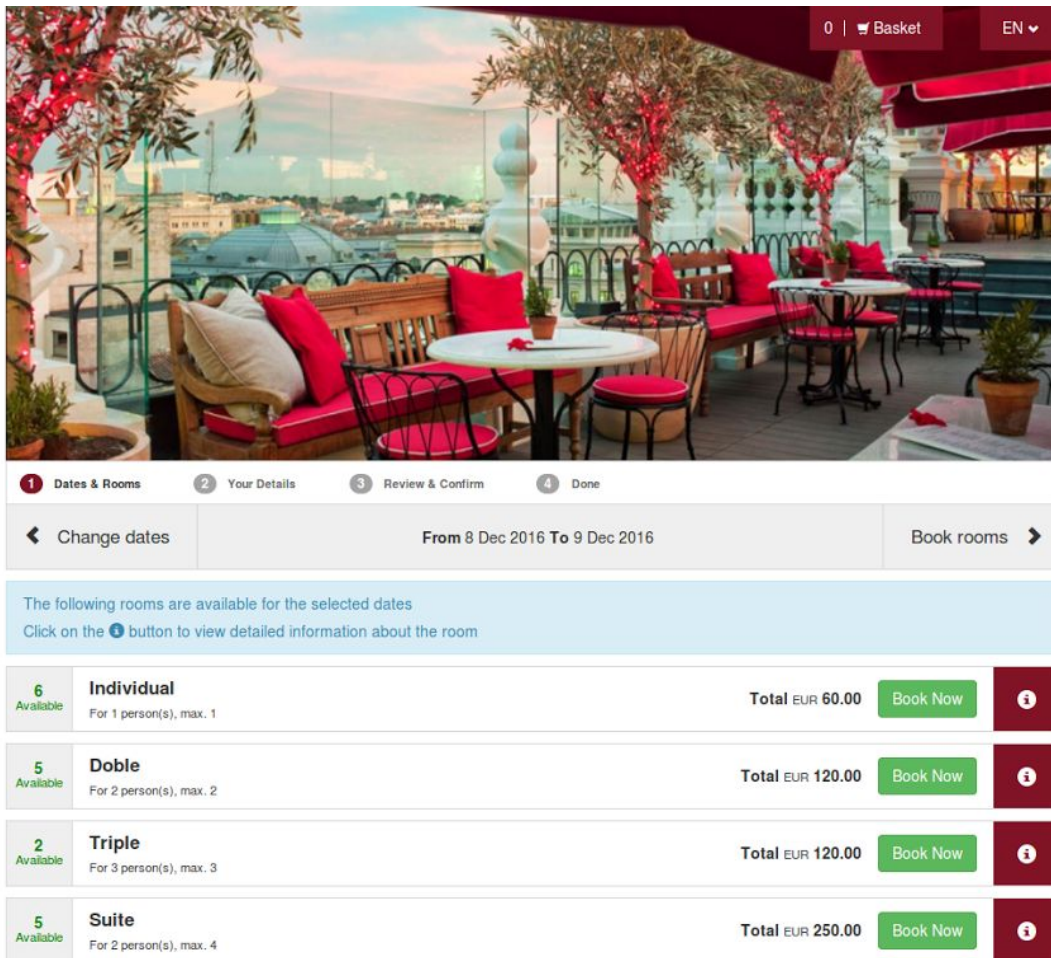 0 | Basket EN
1 Dates & Rooms 2 Your Details 3 Review & Confirm 4 Done
Change dates From 8 Dec 2016 To 9 Dec 2016 Book rooms
The following rooms are available for the selected dates
Click on the button to view detailed information about the room
6 Available
Individual
For 1 person(s), max. 1
Total EUR 60.00 Book Now
5 Available
Doble
For 2 person(s), max. 2
Total EUR 120.00 Book Now
2 Available
Triple
For 3 person(s), max. 3
Total EUR 120.00 Book Now
5 Available
Suite
For 2 person(s), max. 4
Total EUR 250.00 Book Now